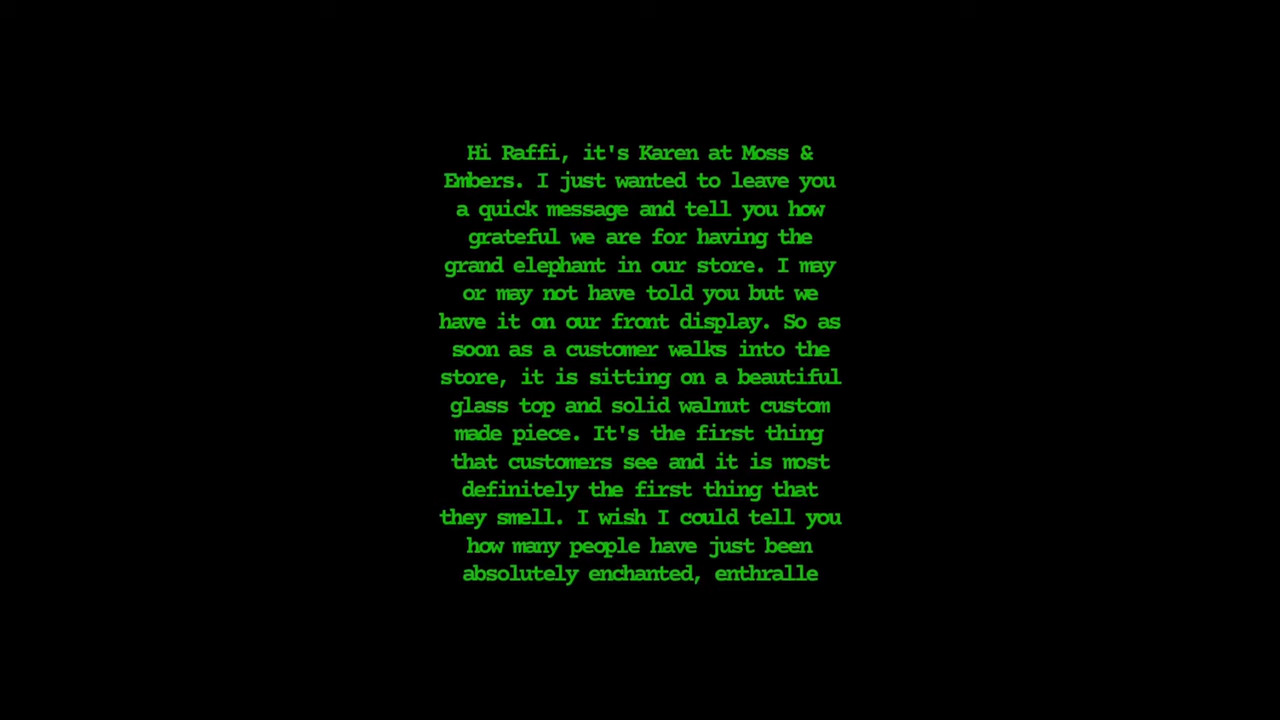 Hi Raffi, it's Karen at Moss &
Embers. I just wanted to leave you
a quick message and tell you how
grateful we are for having the
grand elephant in our store. I may
or may not have told you but we
have it on our front display. So as
soon as a customer walks into the
store, it is sitting on a beautiful
glass top and solid walnut custom
made piece. It's the first thing
that customers see and it is most
definitely the first thing that
they smell. I wish I could tell you
how many people have just been
absolutely enchanted, enthralle